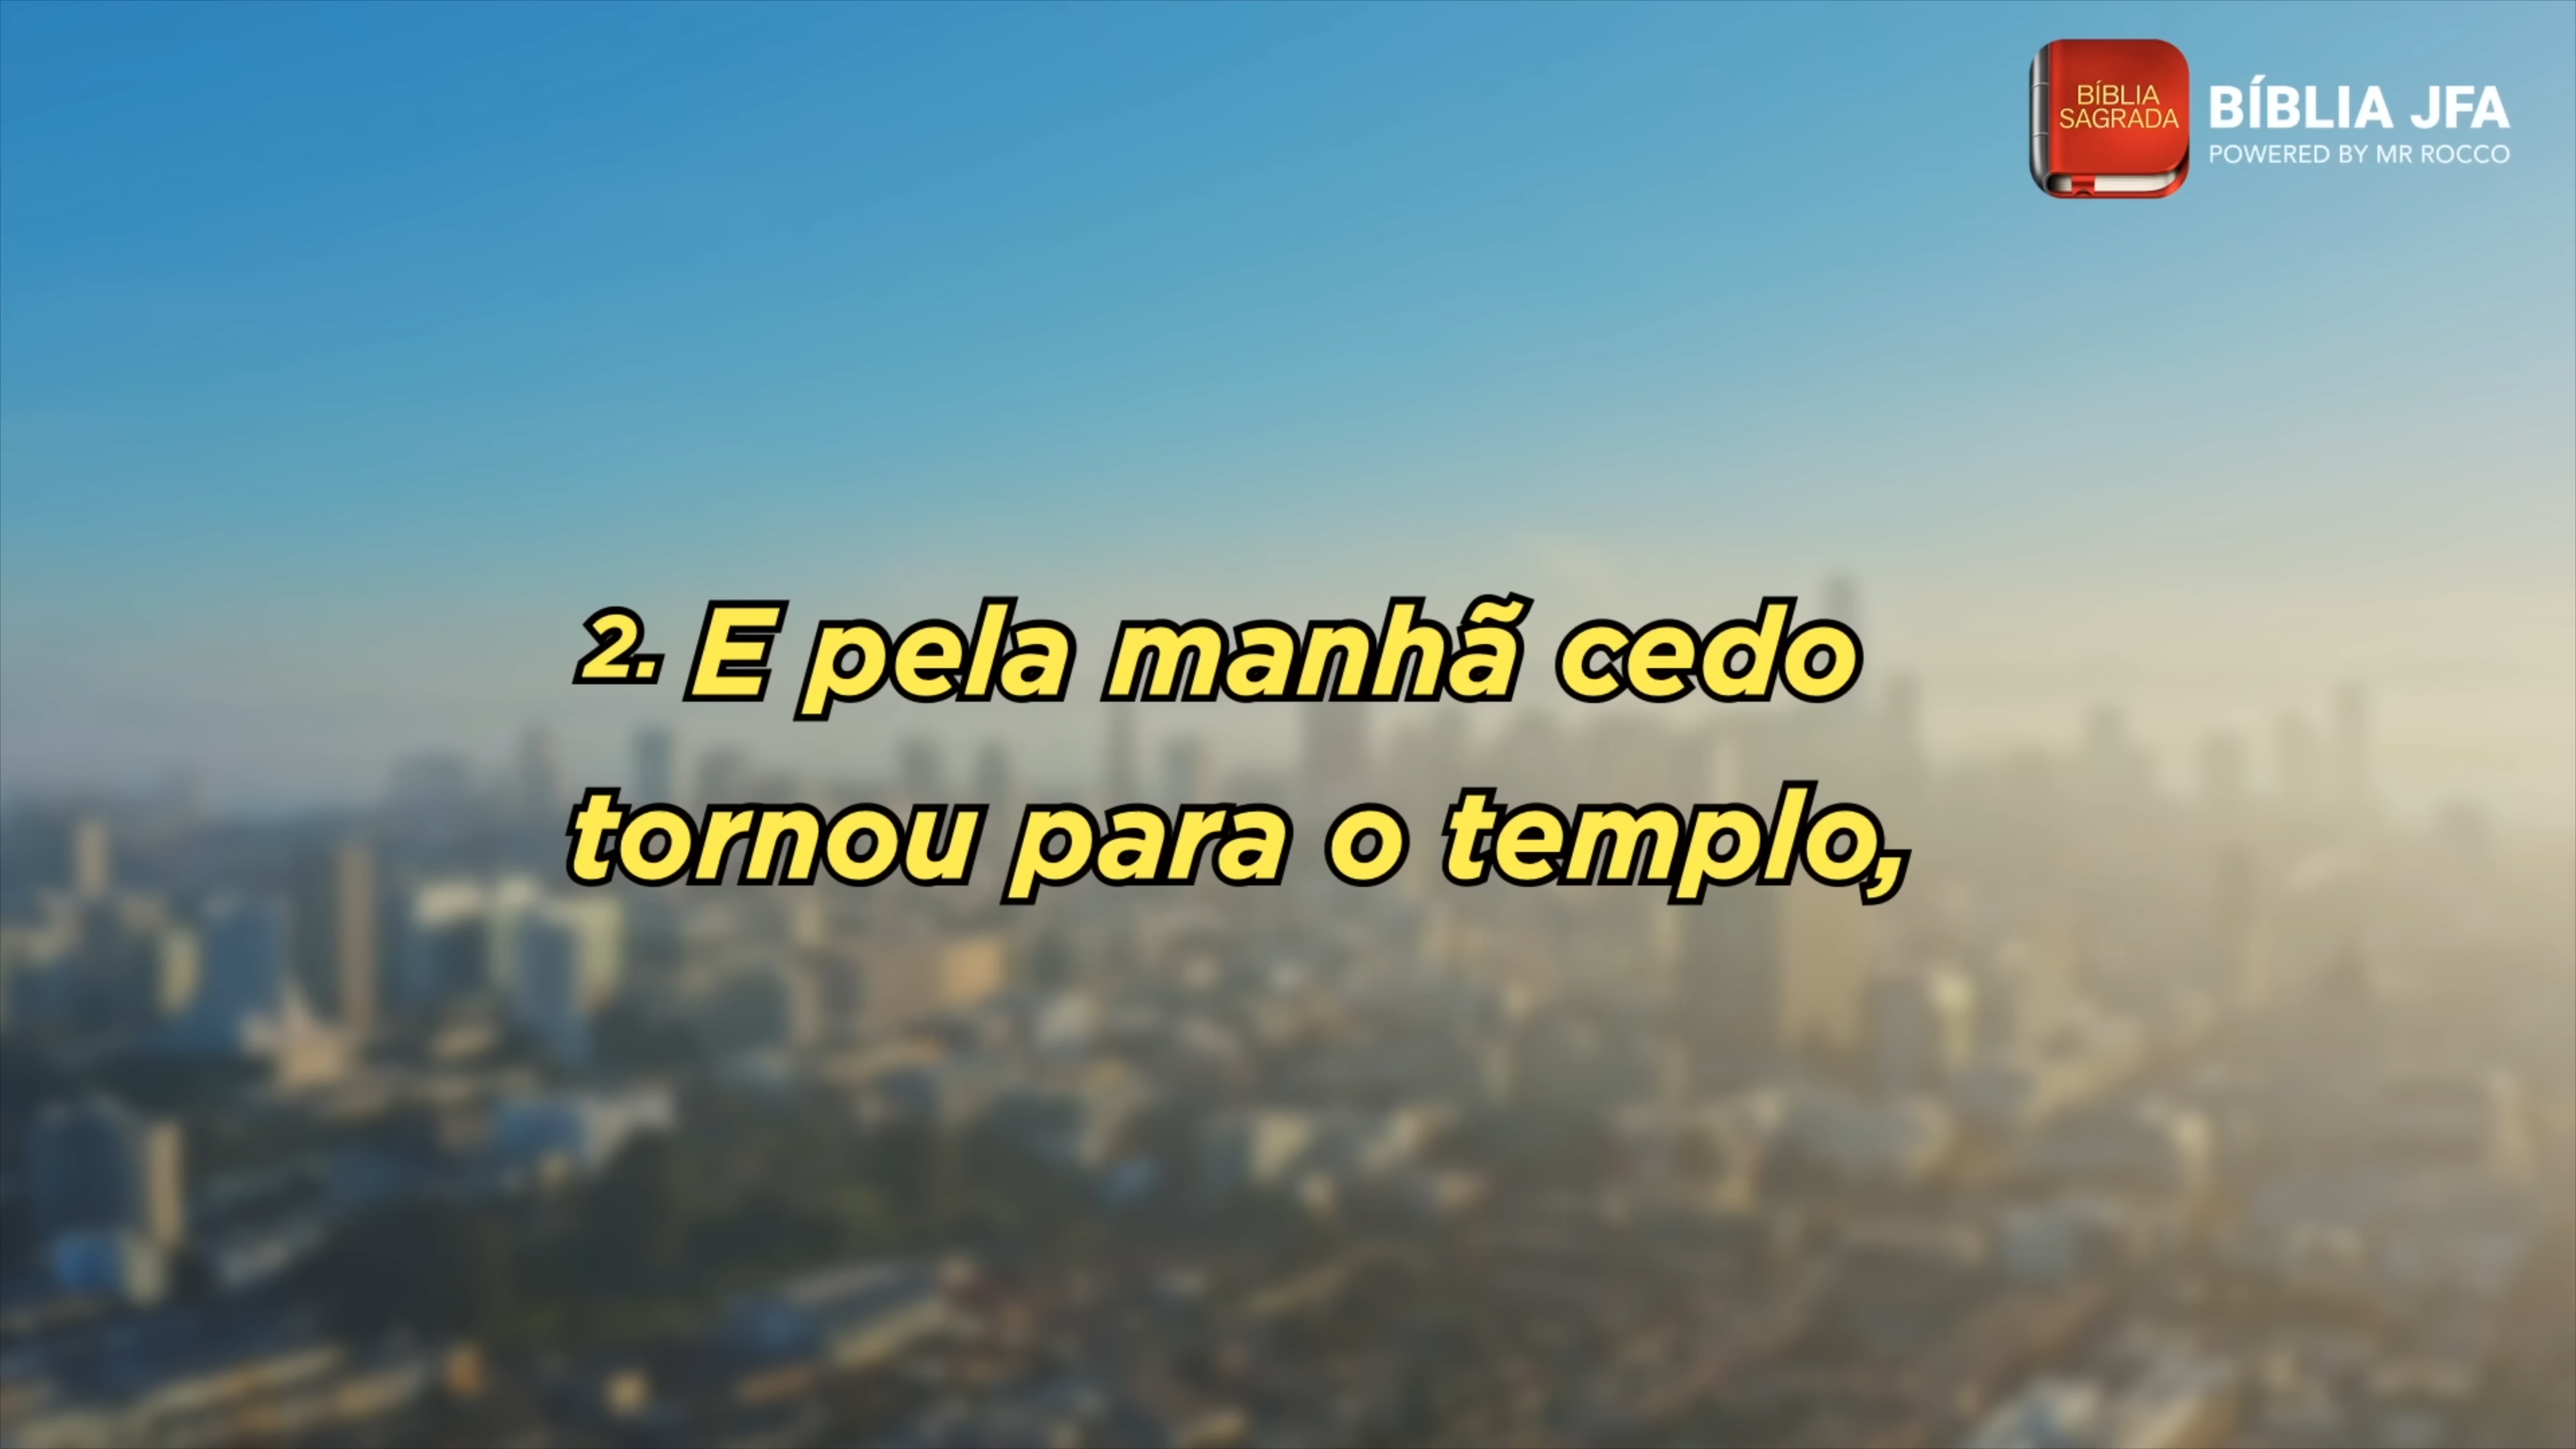 BÍBLIA
SAGRADA
BÍBLIA JFA
POWERED BY MR ROCCO
2. E pela manhã cedo
tornou para o templo,